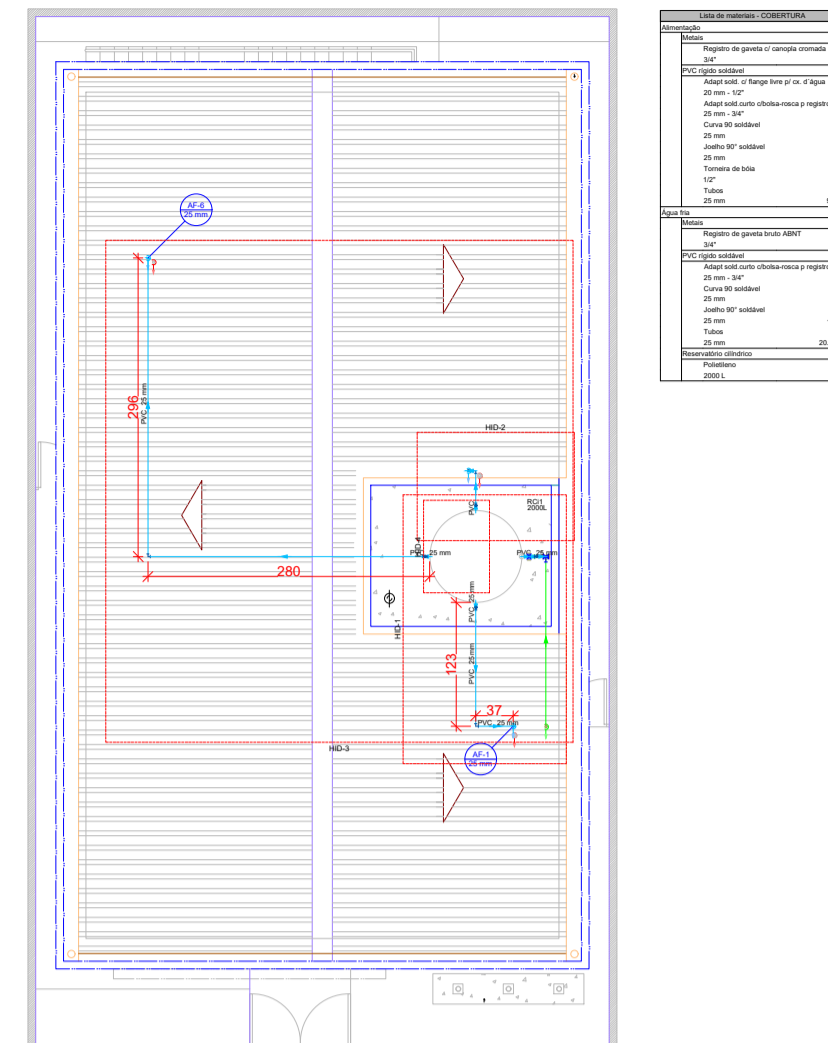 Lista de materiais - COBERTURA
Alimentação
Metais
Registro de gaveta c/ canopla cromada
3/4"
PVC rígido soldável
Adapt sold. c/ flange livre p/ cx. d´água
20 mm - 1/2"
Adapt sold.curto c/bolsa-rosca p registro
25 mm - 3/4"
Curva 90 soldável
25 mm
Joelho 90° soldável
25 mm
Torneira de bóia
1/2"
Tubos
25 mm
Água fria
Metais
Registro de gaveta bruto ABNT
3/4"
PVC rígido soldável
Adapt sold.curto c/bolsa-rosca p registro
25 mm - 3/4"
Curva 90 soldável
25 mm
Joelho 90° soldável
25 mm
Tubos
25 mm 20.
Reservatório cilíndrico
Polietileno
2000 L
AF-6
25 mm
296
PVC 25 mm
HID-2
RCi1
2000L
PVC
HID-4
PVC 25 mm
PVC 25 mm
280
PVC 25 mm
HID-1
123
PVC 25 mm
37
PVC 25 mm
HID-3
AF-1
25 mm